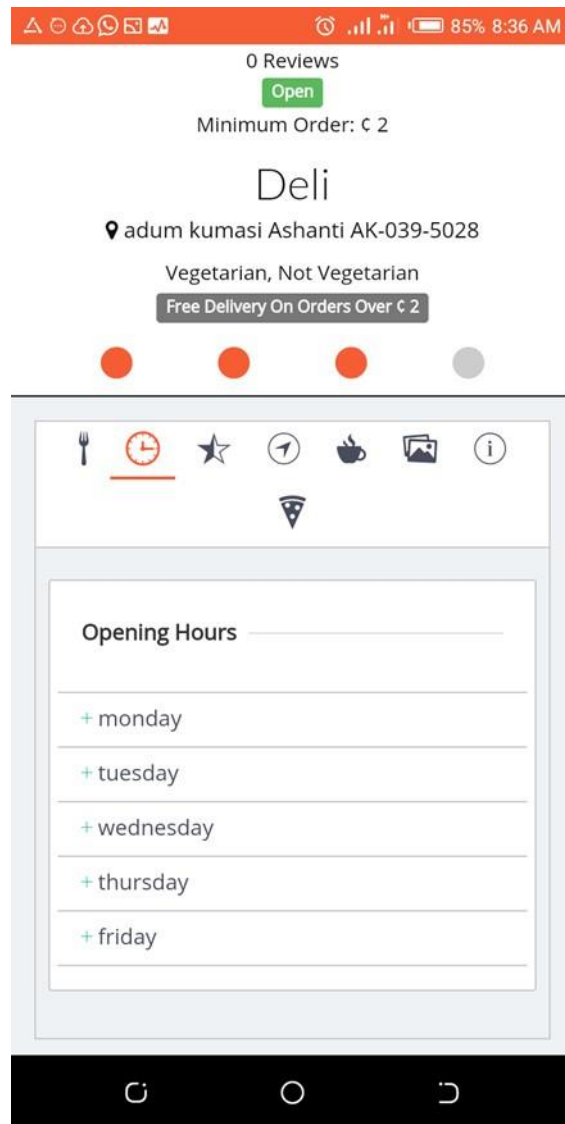 85% 8:36 AM
0 Reviews
Open
Minimum Order: ¢ 2
Deli
adum kumasi Ashanti AK-039-5028
Vegetarian, Not Vegetarian
Free Delivery On Orders Over ¢ 2
Opening Hours
+ monday
+ tuesday
+ wednesday
+ thursday
+ friday